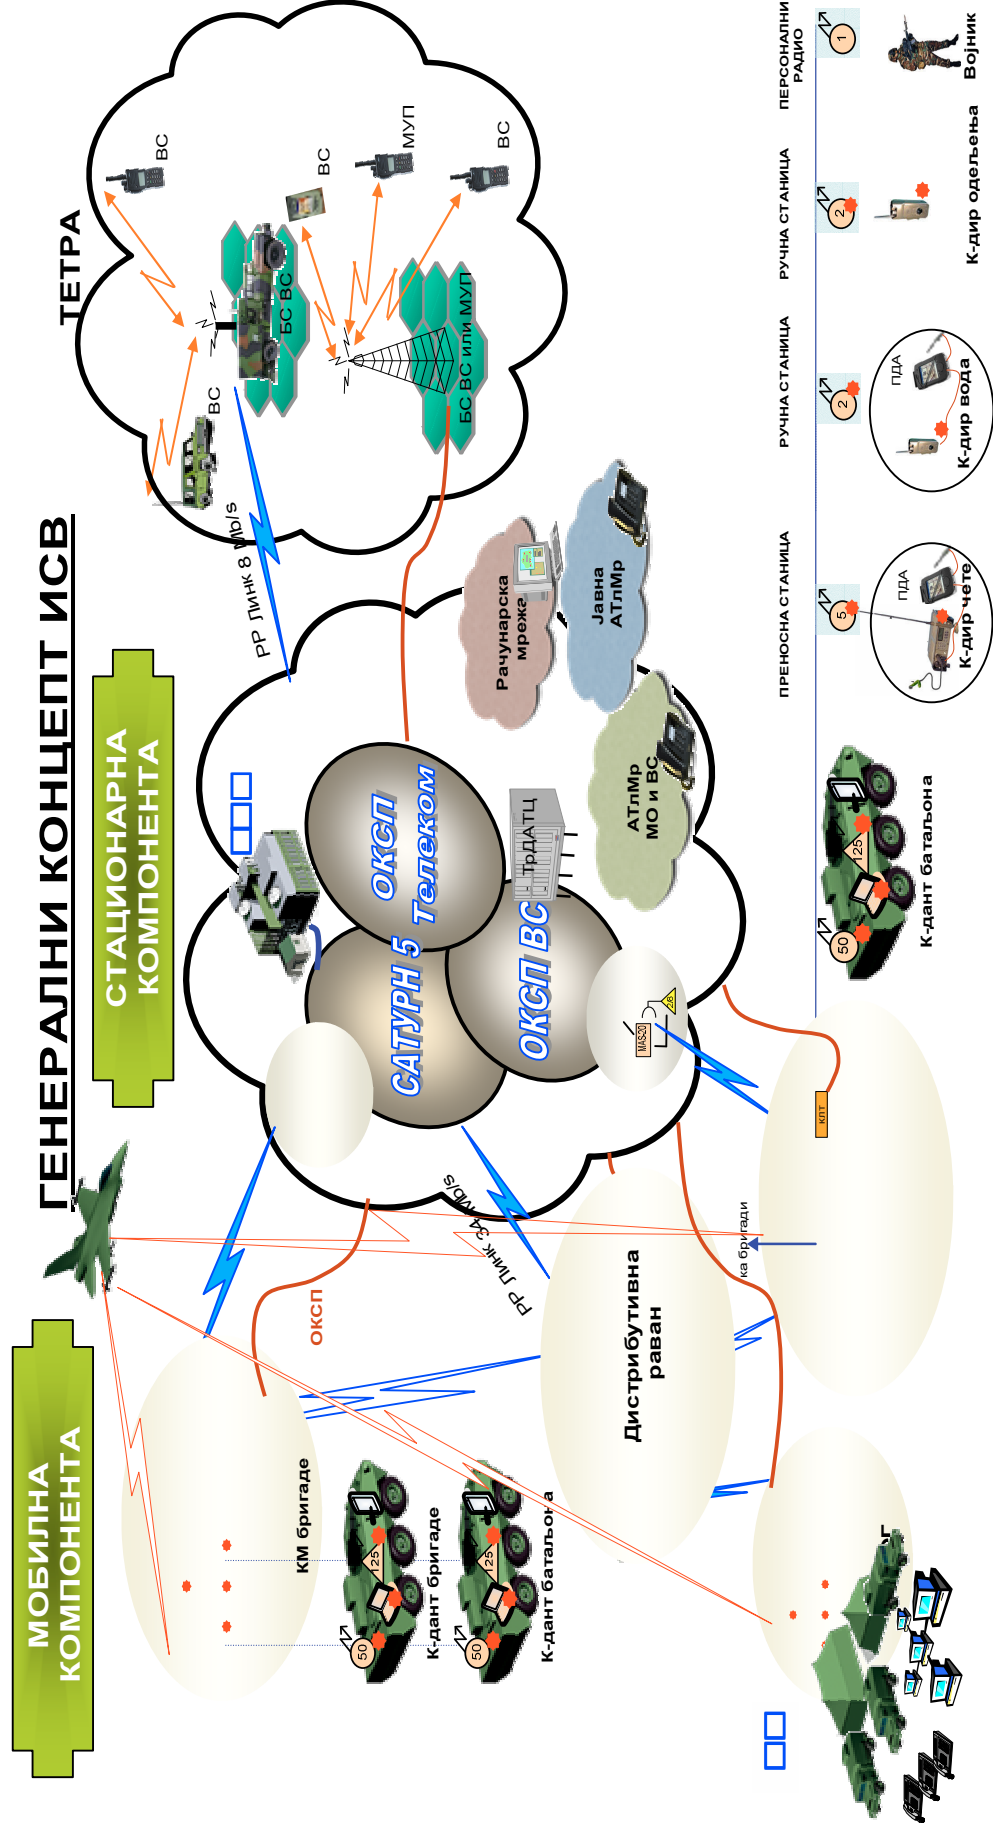 ГЕНЕРАЛНИ КОНЦЕПТ ИСВ
МОБИЛНА
КОМПОНЕНТА
СТАЦИОНАРНА
КОМПОНЕНТА
ТЕТРА
ВС
ВС
ВС
МУП
ВС
БС ВС
БС ВС или МУП
РР Линк 8 Mb/s
САТУРН 5
ОКСП
Телеком
ОКСП ВС
ТрДАТЦ
Рачунарска
мрежа
Јавна
АТлМр
АТлМр
МО и ВС
MAS20
2/6
РР Линк 34 Mb/s
ОКСП
КМ бригаде
50
125
К-дант бригаде
50
125
К-дант батаљона
Дистрибутивна
раван
ка бригади
КПТ
50
125
К-дант батаљона
ПРЕНОСНА СТАНИЦА
5
ПДА
К-дир чете
РУЧНА СТАНИЦА
2
ПДА
К-дир вода
РУЧНА СТАНИЦА
2
К-дир одељења
ПЕРСОНАЛНИ
РАДИО
1
Војник